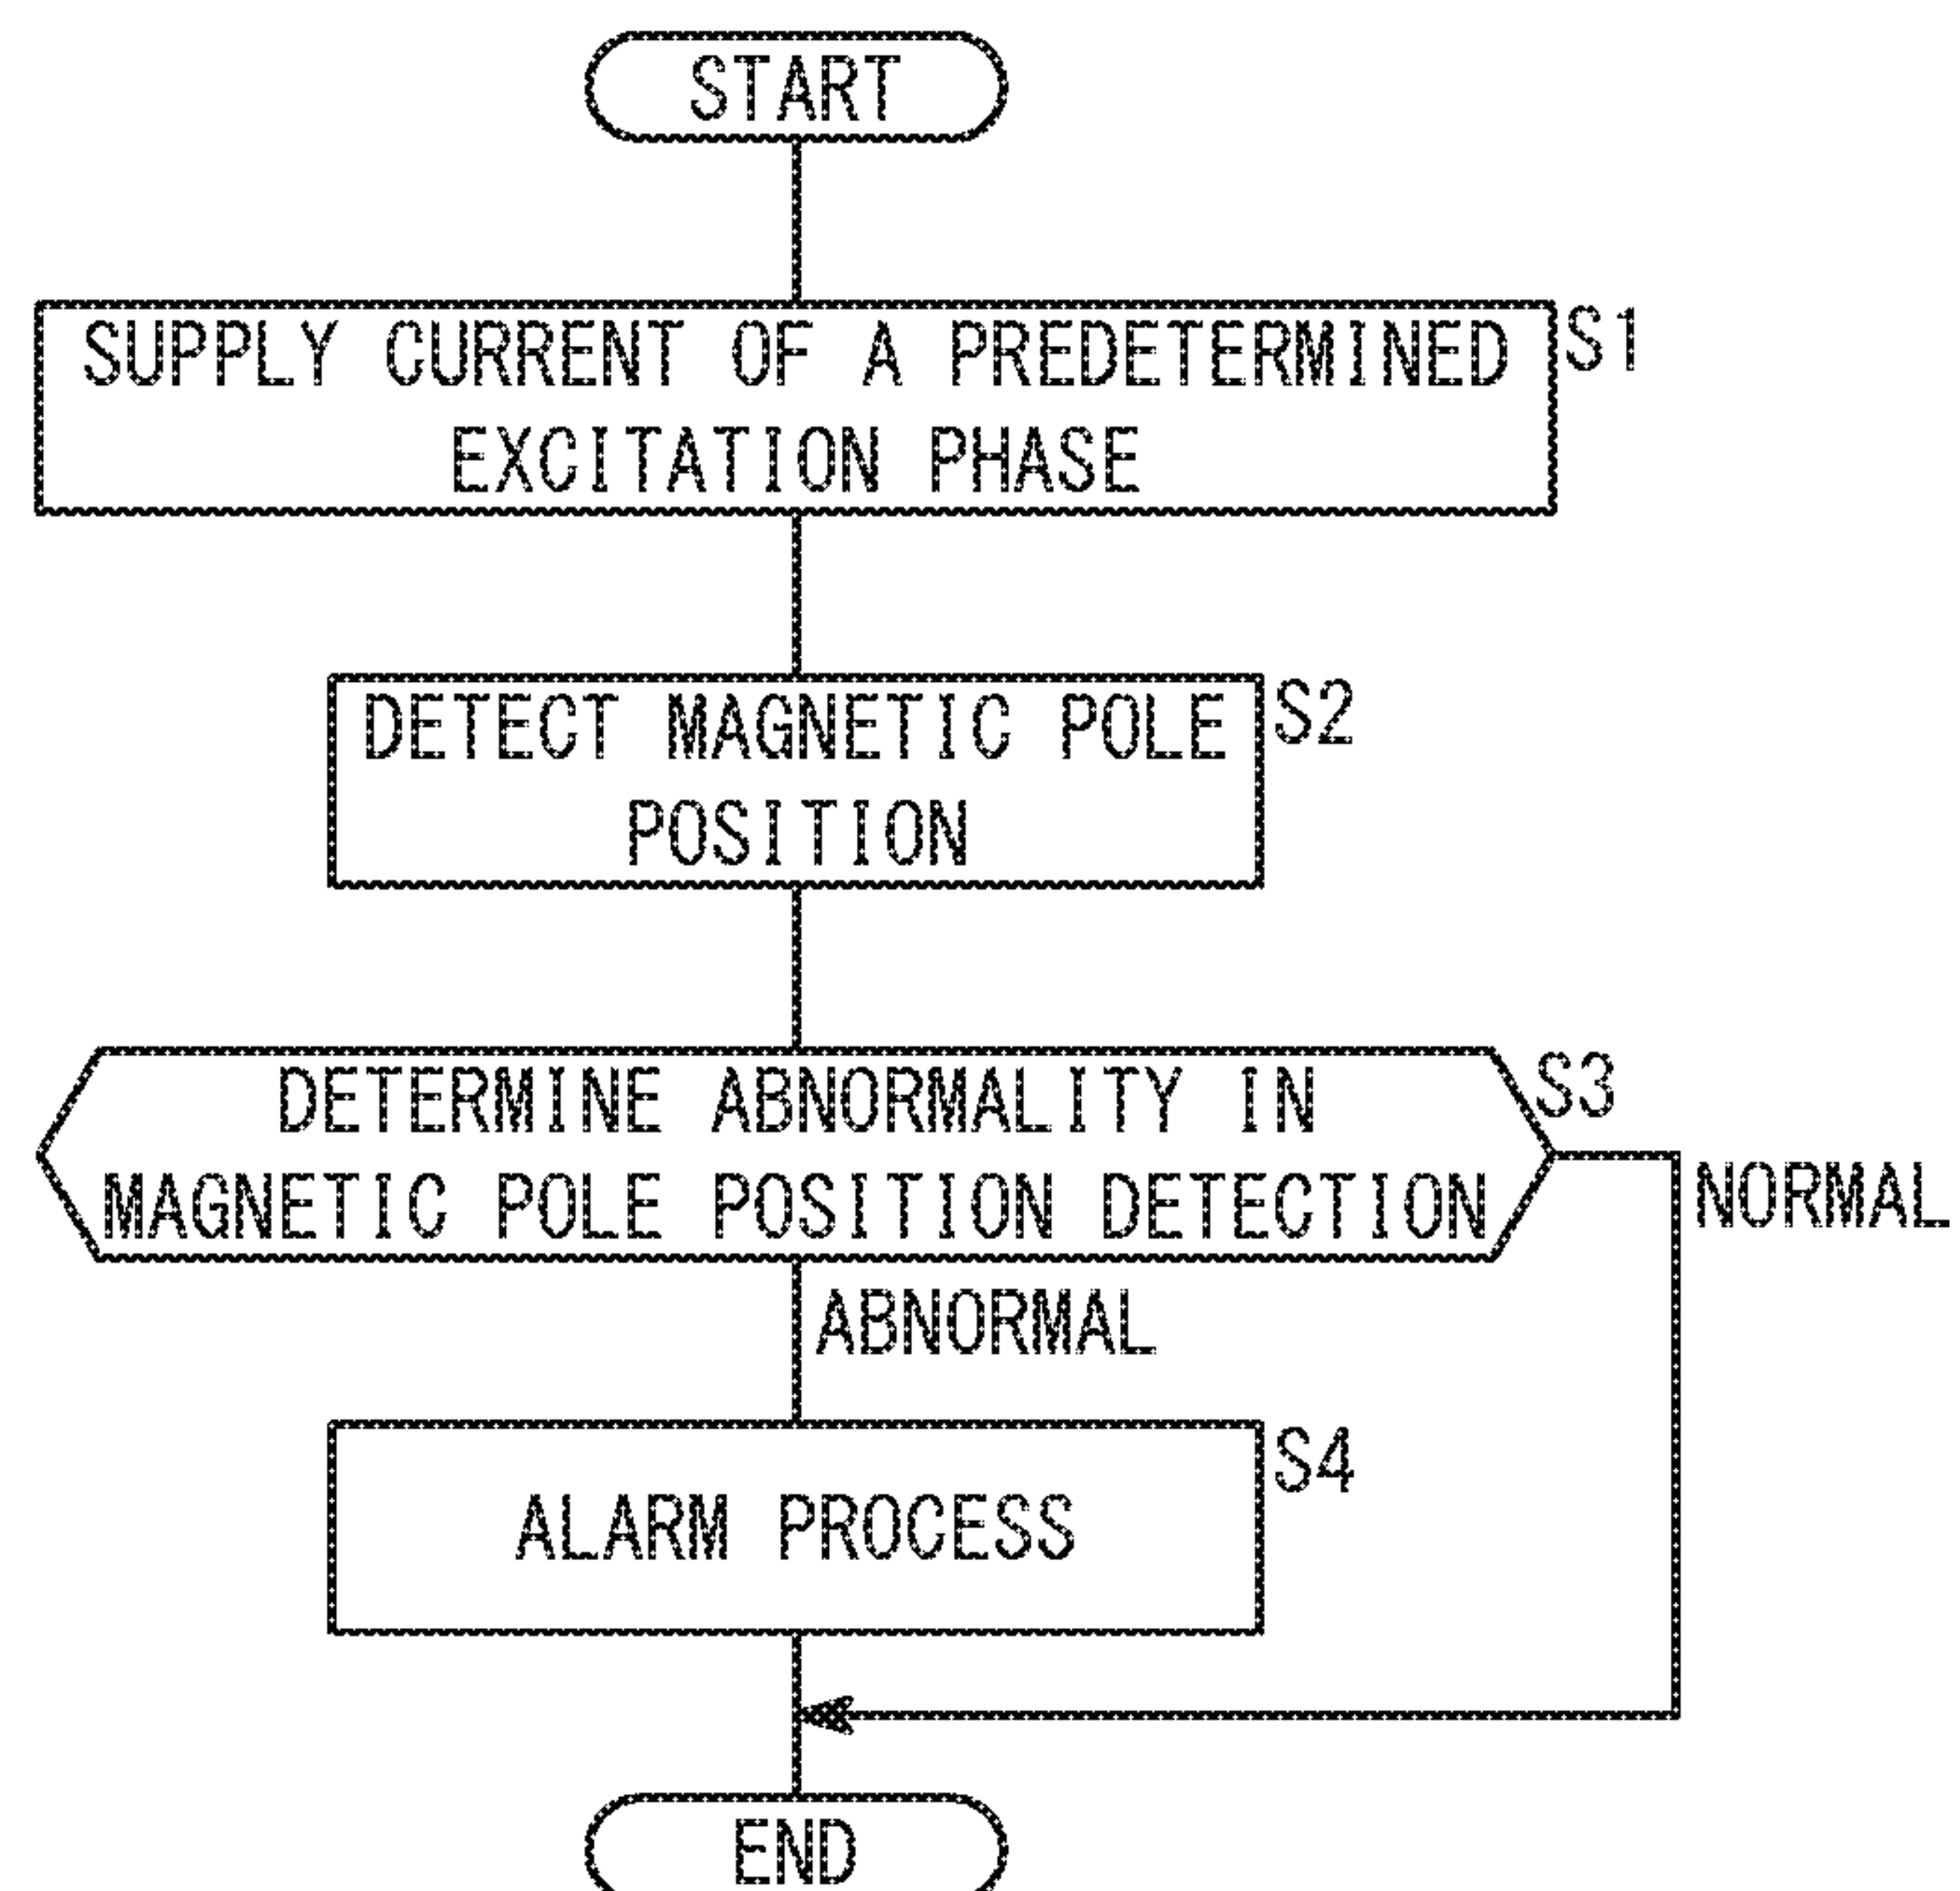 START
SUPPLY CURRENT OF A PREDETERMINED
EXCITATION PHASE
S1
DETECT MAGNETIC POLE
POSITION
S2
DETERMINE ABNORMALITY IN
MAGNETIC POLE POSITION DETECTION
S3
NORMAL
ABNORMAL
ALARM PROCESS
S4
END